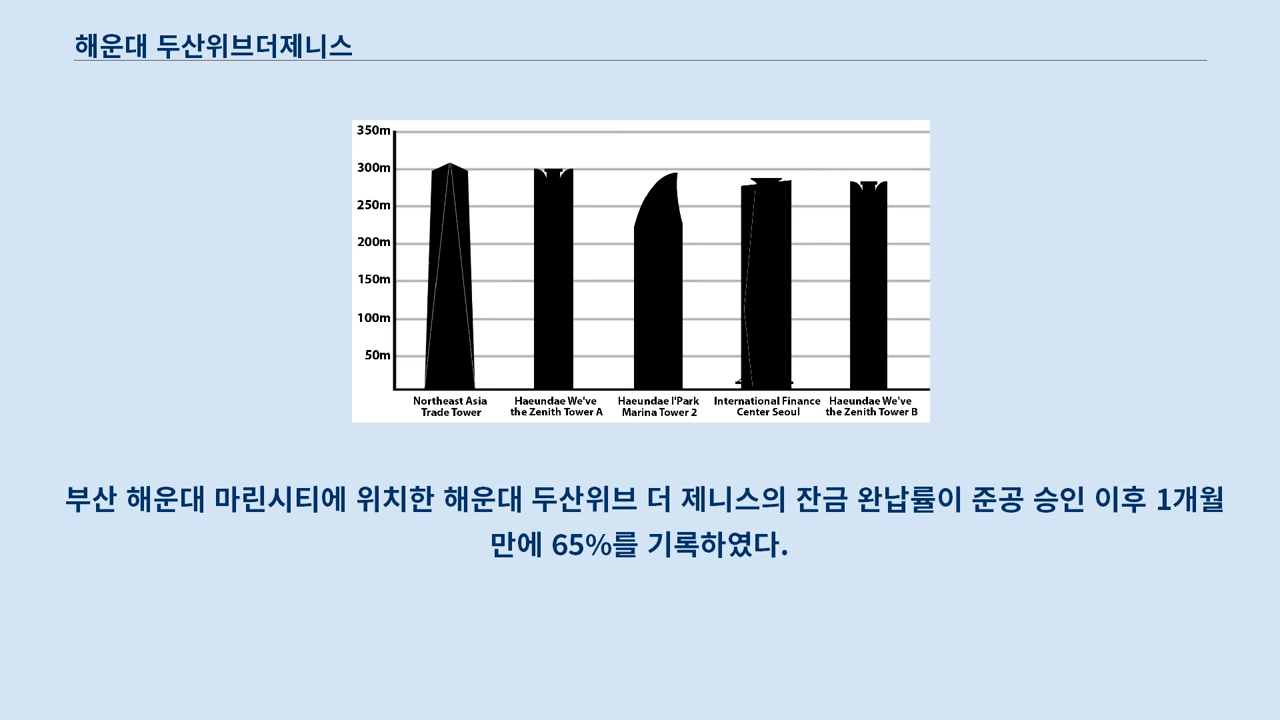 해운대 두산위브더제니스
350m
300m
250m
200m
150m
100m
50m
Northeast Asia
Trade Tower
Haeundae We've
the Zenith Tower A
Haeundae I'Park
Marina Tower 2
International Finance
Center Seoul
Haeundae We've
the Zenith Tower B
부산 해운대 마린시티에 위치한 해운대 두산위브 더 제니스의 잔금 완납률이 준공 승인 이후 1개월
만에 65%를 기록하였다.